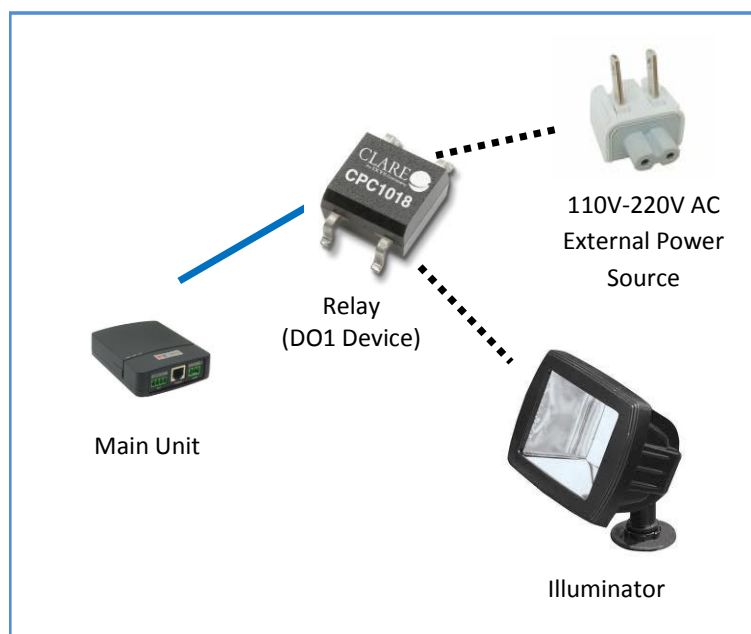 CLARE
CPC1018
110V-220V AC
External Power
Source
Relay
(DO1 Device)
Main Unit
Illuminator